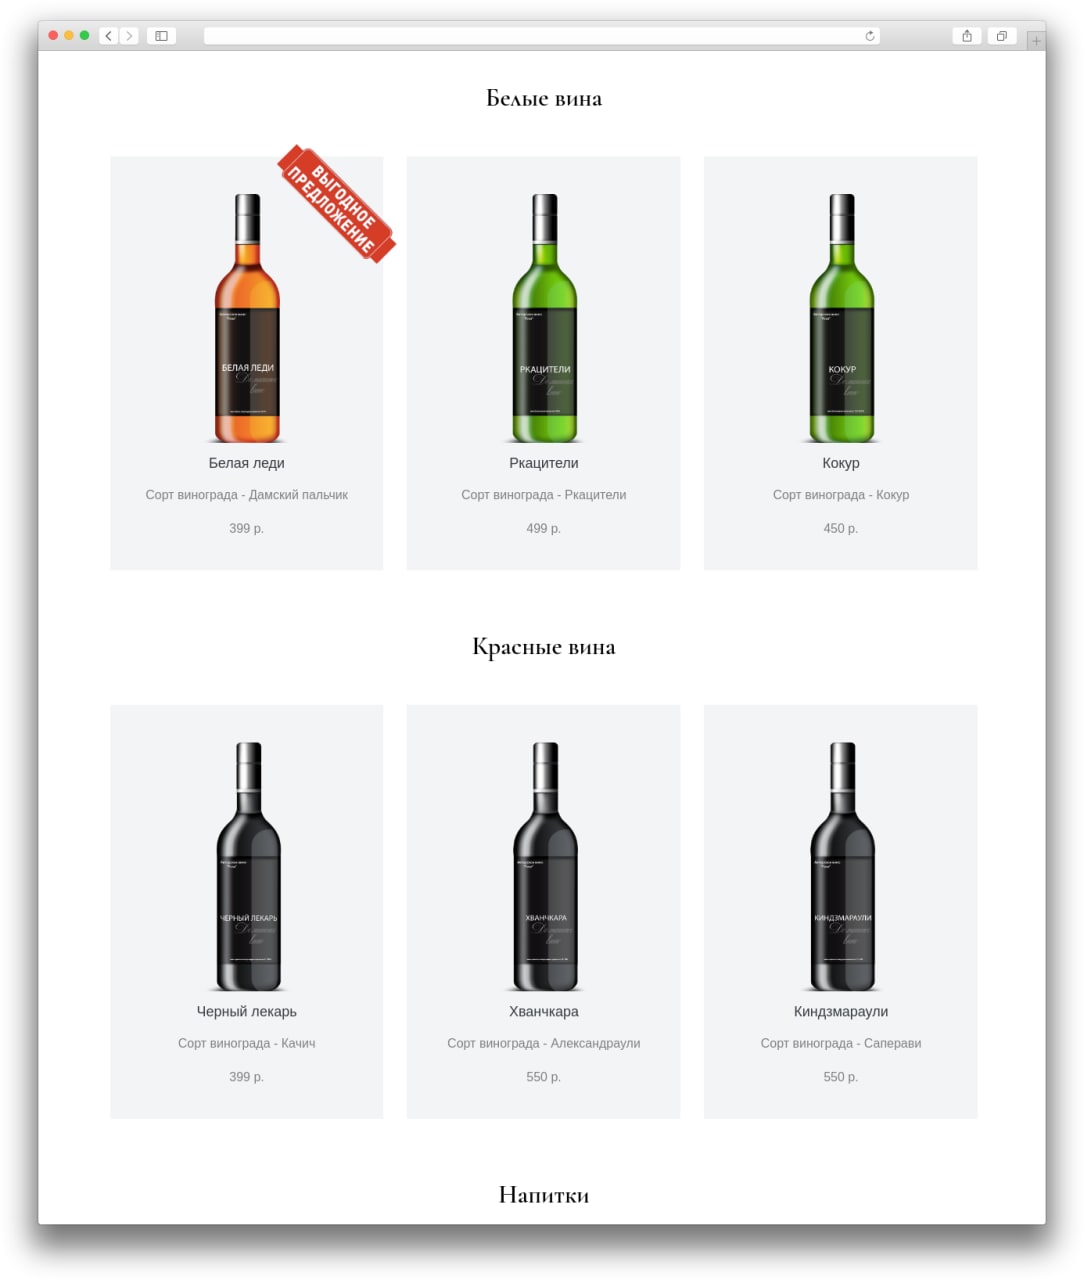 Белые вина
ВЫГОДНОЕ
ПРЕДЛОЖЕНИЕ
БЕЛАЯ ЛЕДИ
РКАЦИТЕЛИ
КОКУР
Белая леди
Ркацители
Кокур
Сорт винограда - Дамский пальчик
Сорт винограда - Ркацители
Сорт винограда - Кокур
399 р.
499 р.
450 р.
Красные вина
ЧЕРНЫЙ ЛЕКАРЬ
ХВАНЧКАРА
КИНДЗМАРАУЛИ
Черный лекарь
Хванчкара
Киндзмараули
Сорт винограда - Качич
Сорт винограда - Александраули
Сорт винограда - Саперави
399 р.
550 р.
550 р.
Напитки